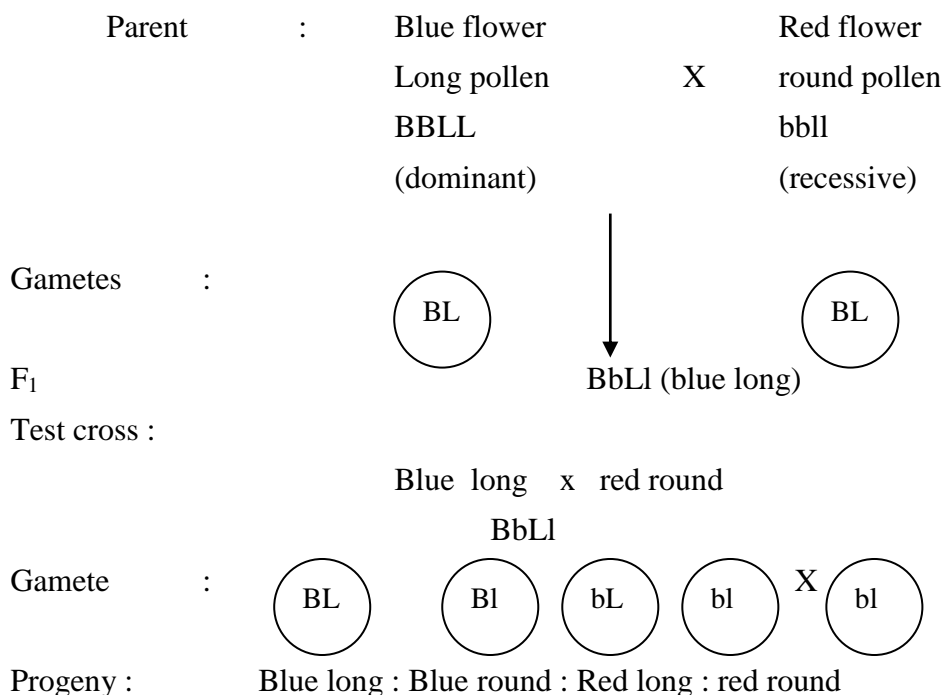 Parent : Blue flower Red flower
Long pollen X round pollen
BBLL bbll
(dominant) (recessive)
Gametes : BL BL
F1 BbLl (blue long)
Test cross :
Blue long x red round
BbLl
Gamete : BL Bl bL bl X bl
Progeny : Blue long : Blue round : Red long : red round